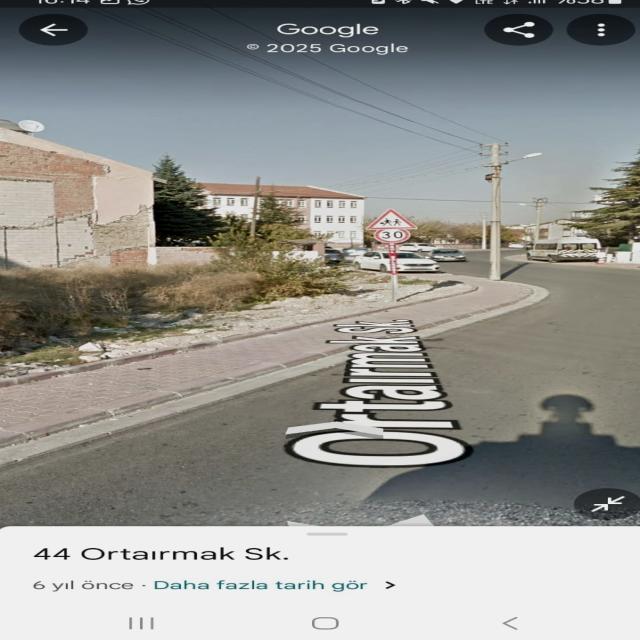 Google
© 2025 Google
30
Ortaırmak Sk.
44 Ortaırmak Sk.
6 yıl önce · Daha fazla tarih gör >